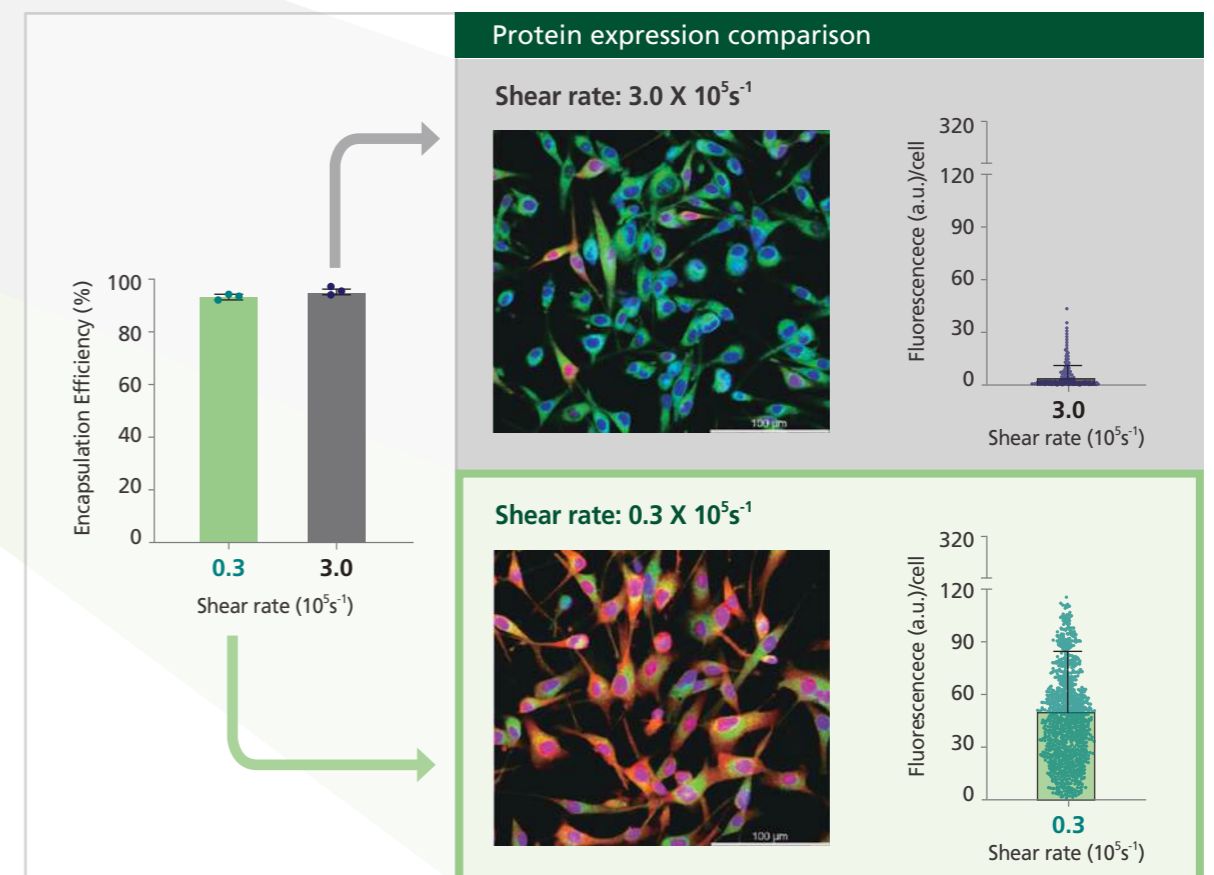 Protein expression comparison
Shear rate: 3.0 X 10⁵s⁻¹
100 µm
Fluorescencece (a.u.)/cell
320
120
90
60
30
0
3.0
Shear rate (10⁵s⁻¹)
Encapsulation Efficiency (%)
100
80
60
40
20
0
0.3 3.0
Shear rate (10⁵s⁻¹)
Shear rate: 0.3 X 10⁵s⁻¹
100 µm
Fluorescencece (a.u.)/cell
320
120
90
60
30
0
0.3
Shear rate (10⁵s⁻¹)